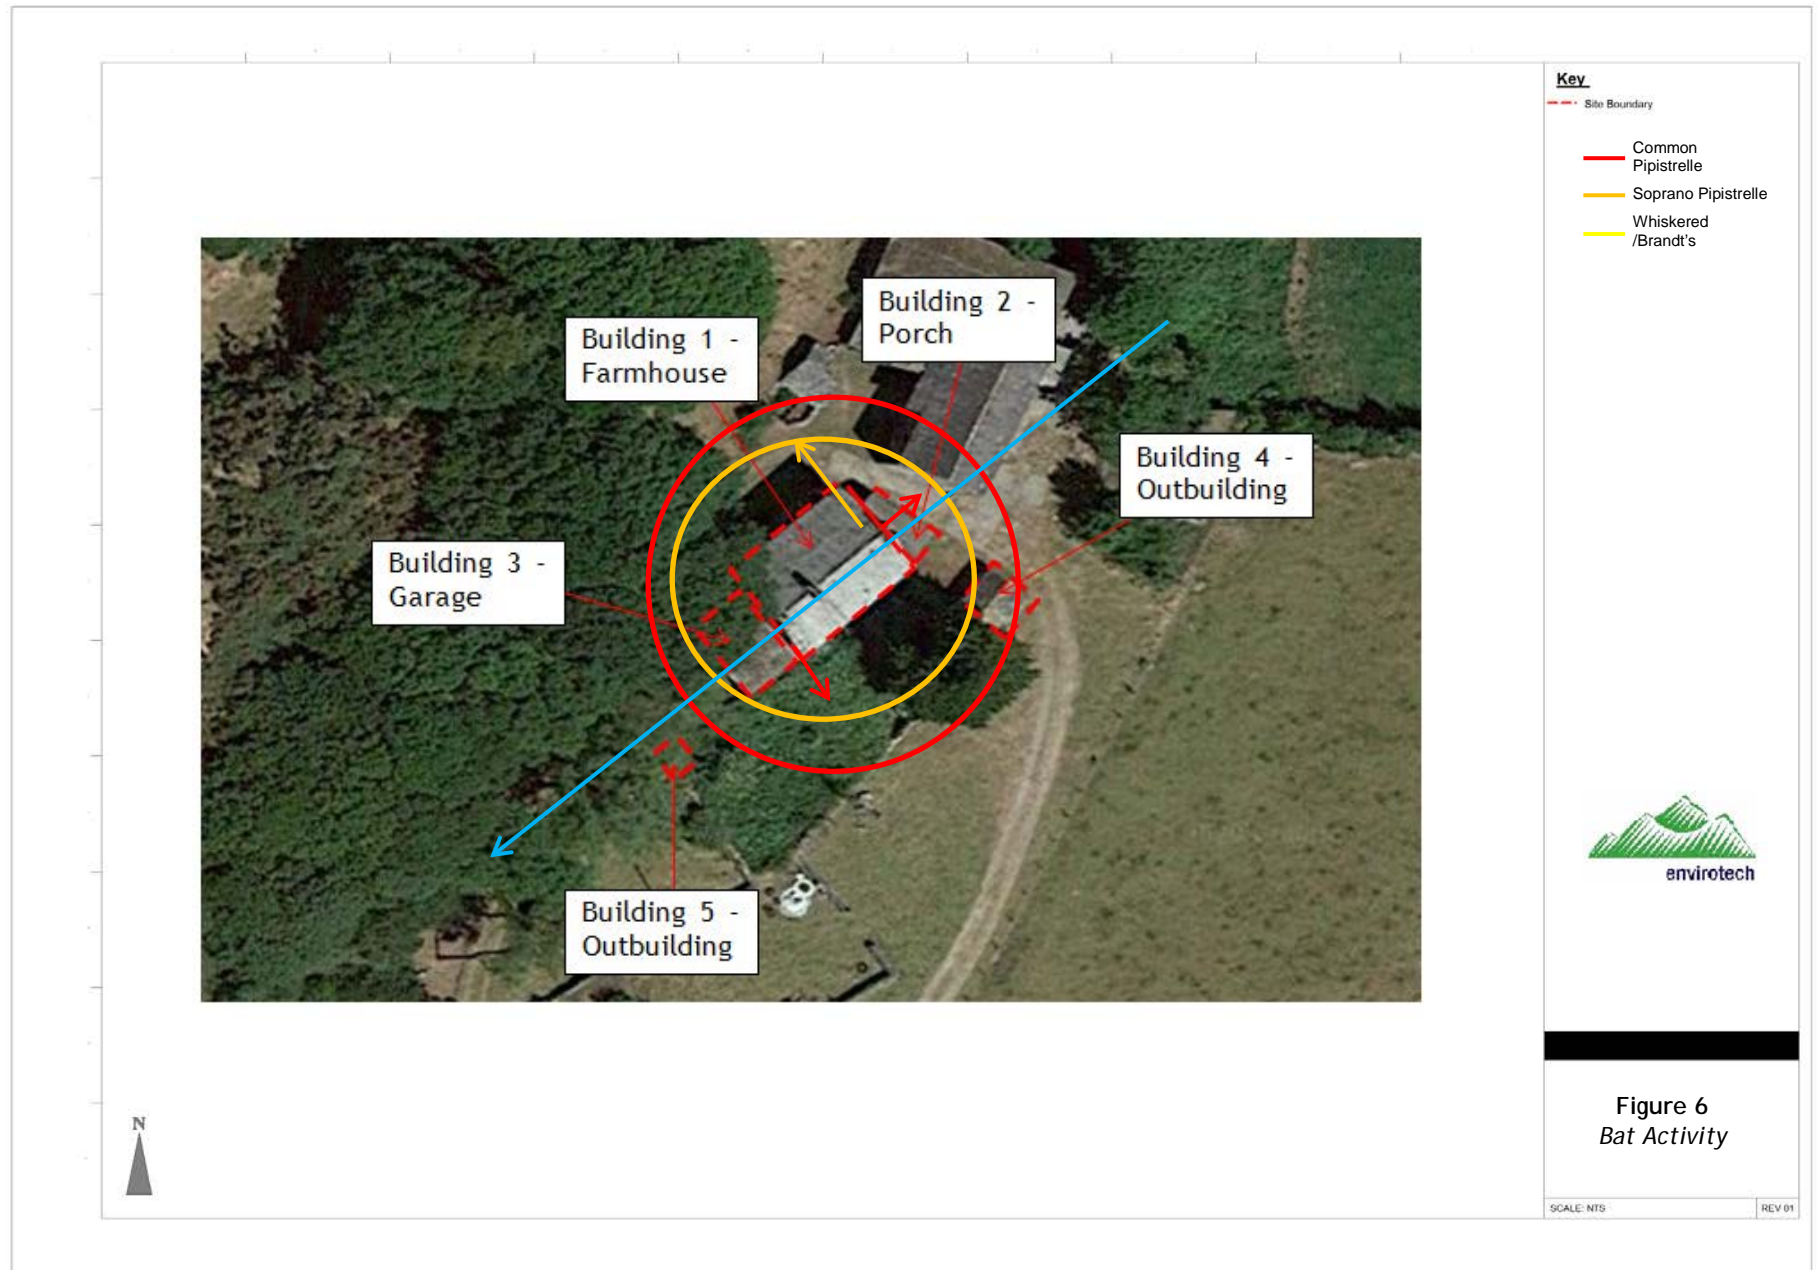 Key
Site Boundary
Common
Pipistrelle
Soprano Pipistrelle
Whiskered
/Brandt's
Building 1 -
Farmhouse
Building 2 -
Porch
Building 4 -
Outbuilding
Building 3 -
Garage
Building 5 -
Outbuilding
envirotech
N
Figure 6
Bat Activity
SCALE: NTS
REV 01